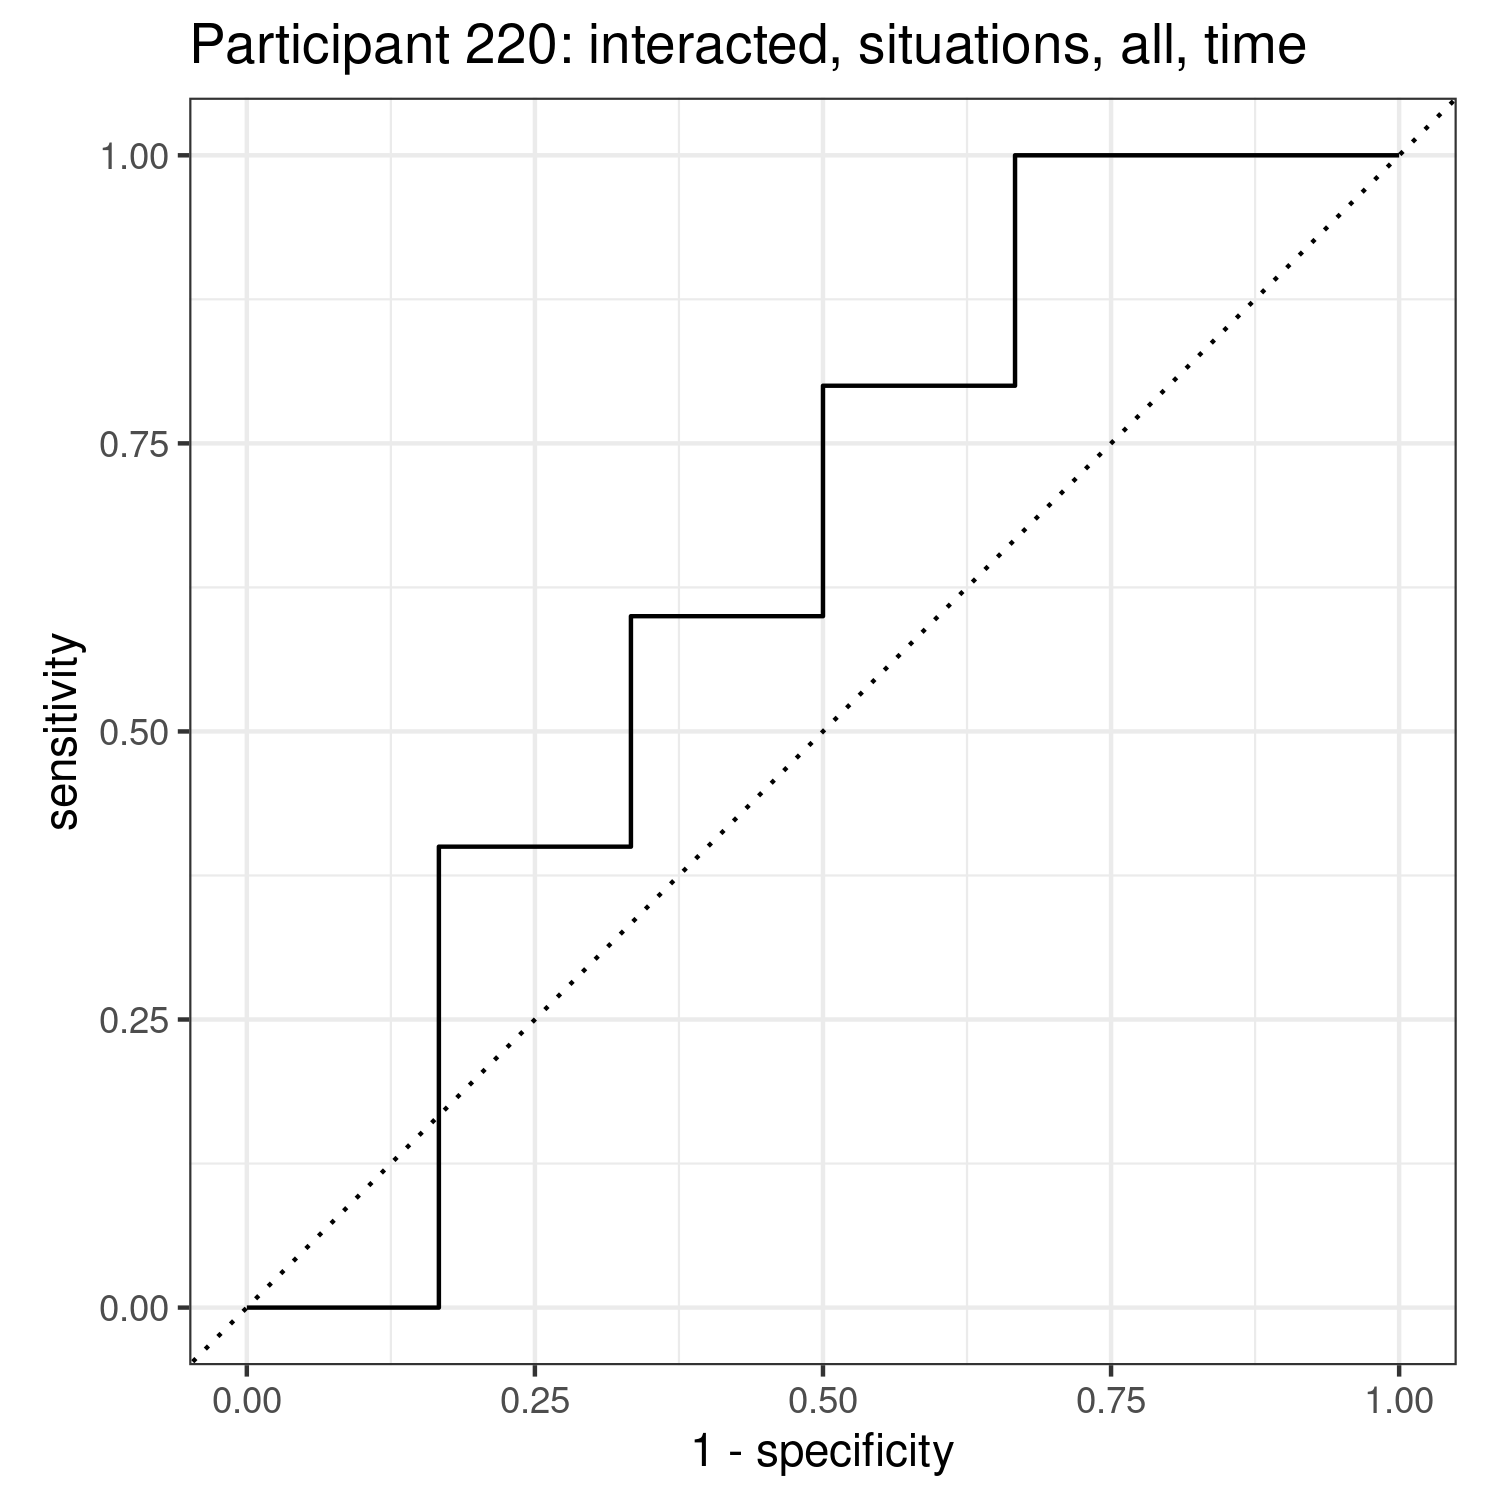 Participant 220: interacted, situations, all, time
1.00
0.75
0.50
0.25
0.00
sensitivity
0.00 0.25 0.50 0.75 1.00
1 - specificity